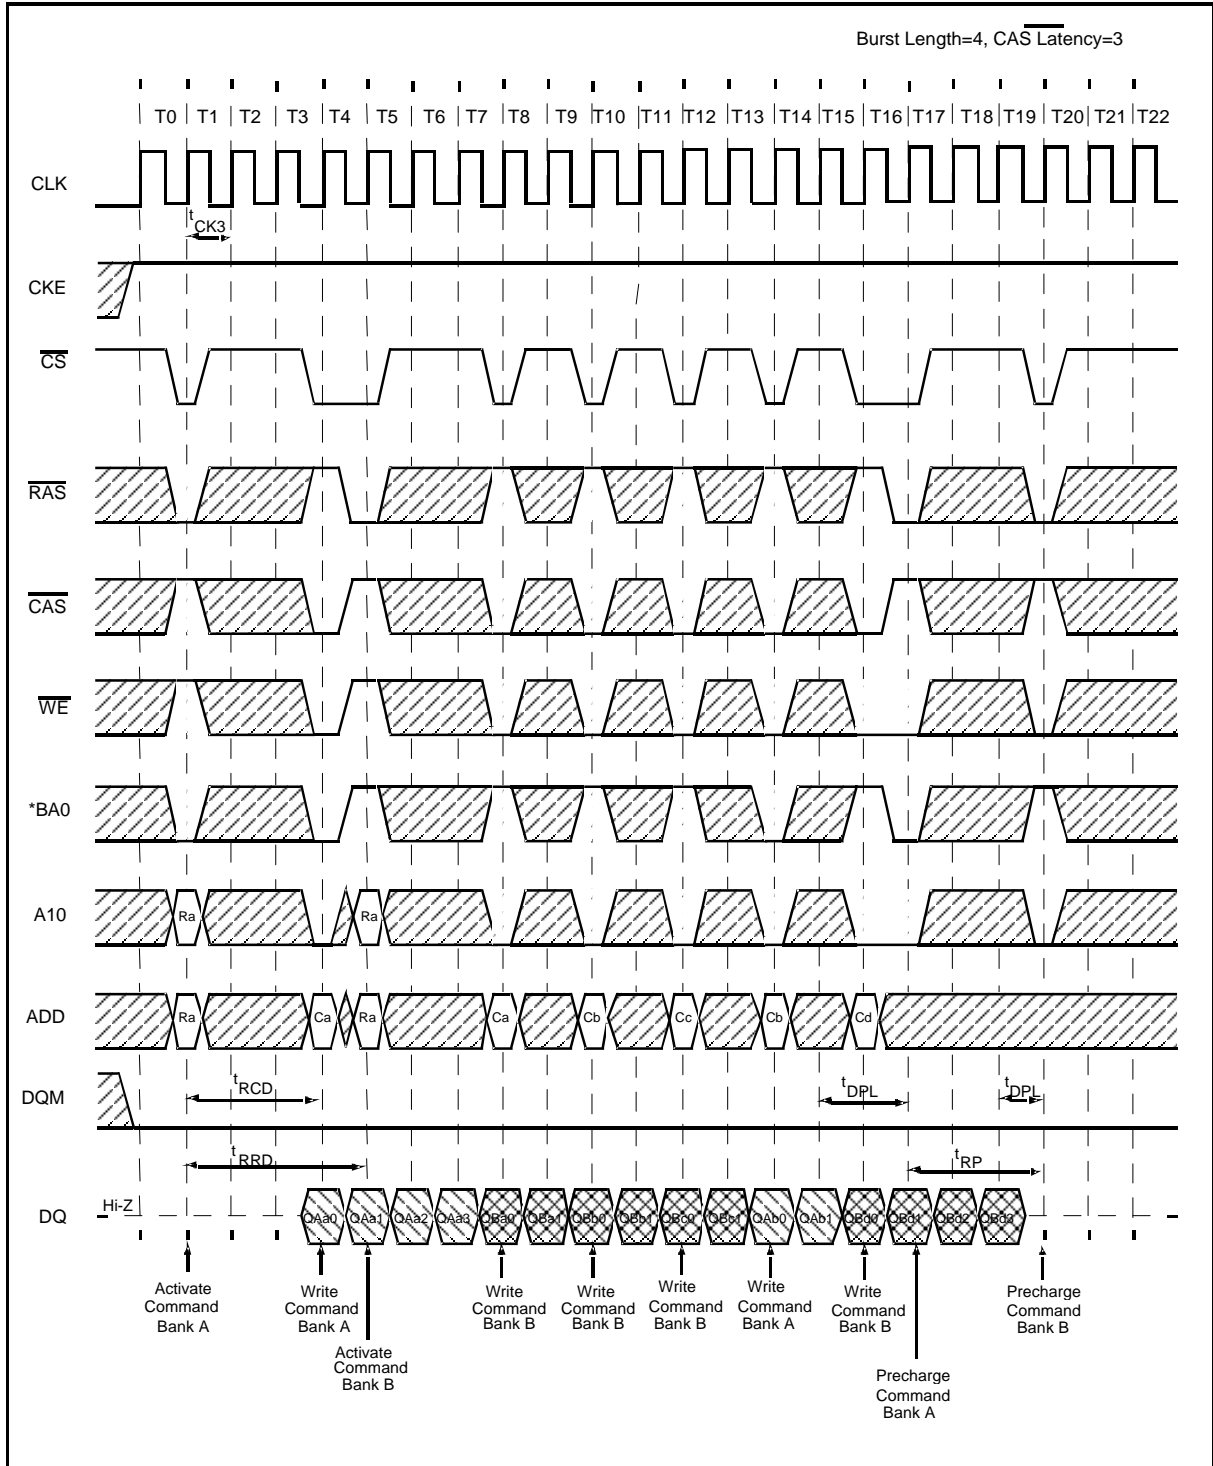 Burst Length=4, CAS Latency=3
T0 T1 T2 T3 T4 T5 T6 T7 T8 T9 T10 T11 T12 T13 T14 T15 T16 T17 T18 T19 T20 T21 T22
CLK
tCK3
CKE
CS
RAS
CAS
WE
*BA0
A10
Ra Ra
ADD
Ra Ca Ra Ca Cb Cc Cb Cd
DQM
tRCD tDPL tDPL
tRRD tRP
Hi-Z
DQ
QAa0 QAa1 QAa2 QAa3 QBa0 QBa1 QBb0 QBb1 QBc0 QBc1 QAb0 QAb1 QBd0 QBd1 QBd2 QBd3
Activate
Command
Bank A
Write
Command
Bank A
Activate
Command
Bank B
Write
Command
Bank B
Write
Command
Bank B
Write
Command
Bank B
Write
Command
Bank A
Write
Command
Bank B
Precharge
Command
Bank A
Precharge
Command
Bank B